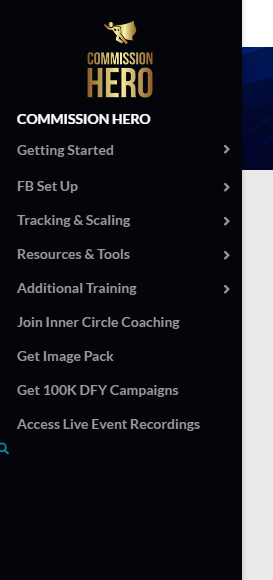 COMMISSION
HERO
COMMISSION HERO
Getting Started
FB Set Up
Tracking & Scaling
Resources & Tools
Additional Training
Join Inner Circle Coaching
Get Image Pack
Get 100K DFY Campaigns
Access Live Event Recordings